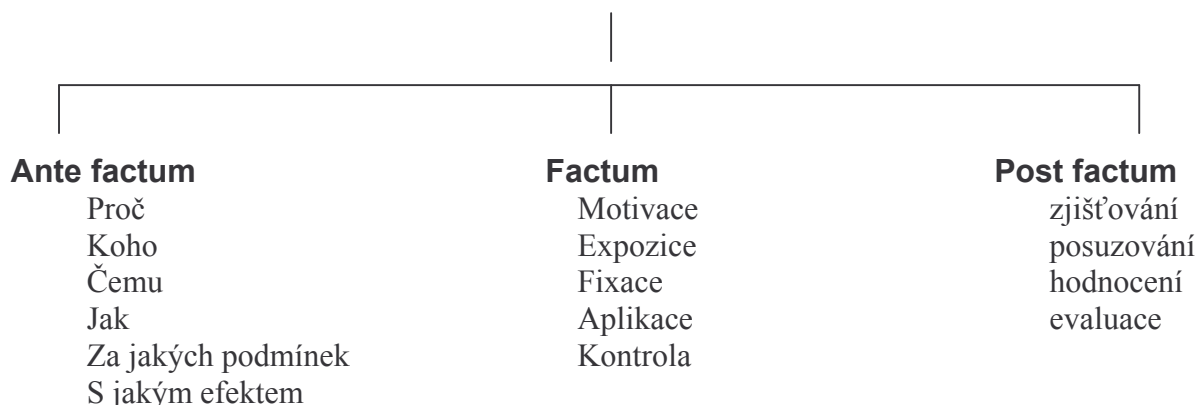 Ante factum
Proč
Koho
Čemu
Jak
Za jakých podmínek
S jakým efektem
Factum
Motivace
Expozice
Fixace
Aplikace
Kontrola
Post factum
zjišťování
posuzování
hodnocení
evaluace